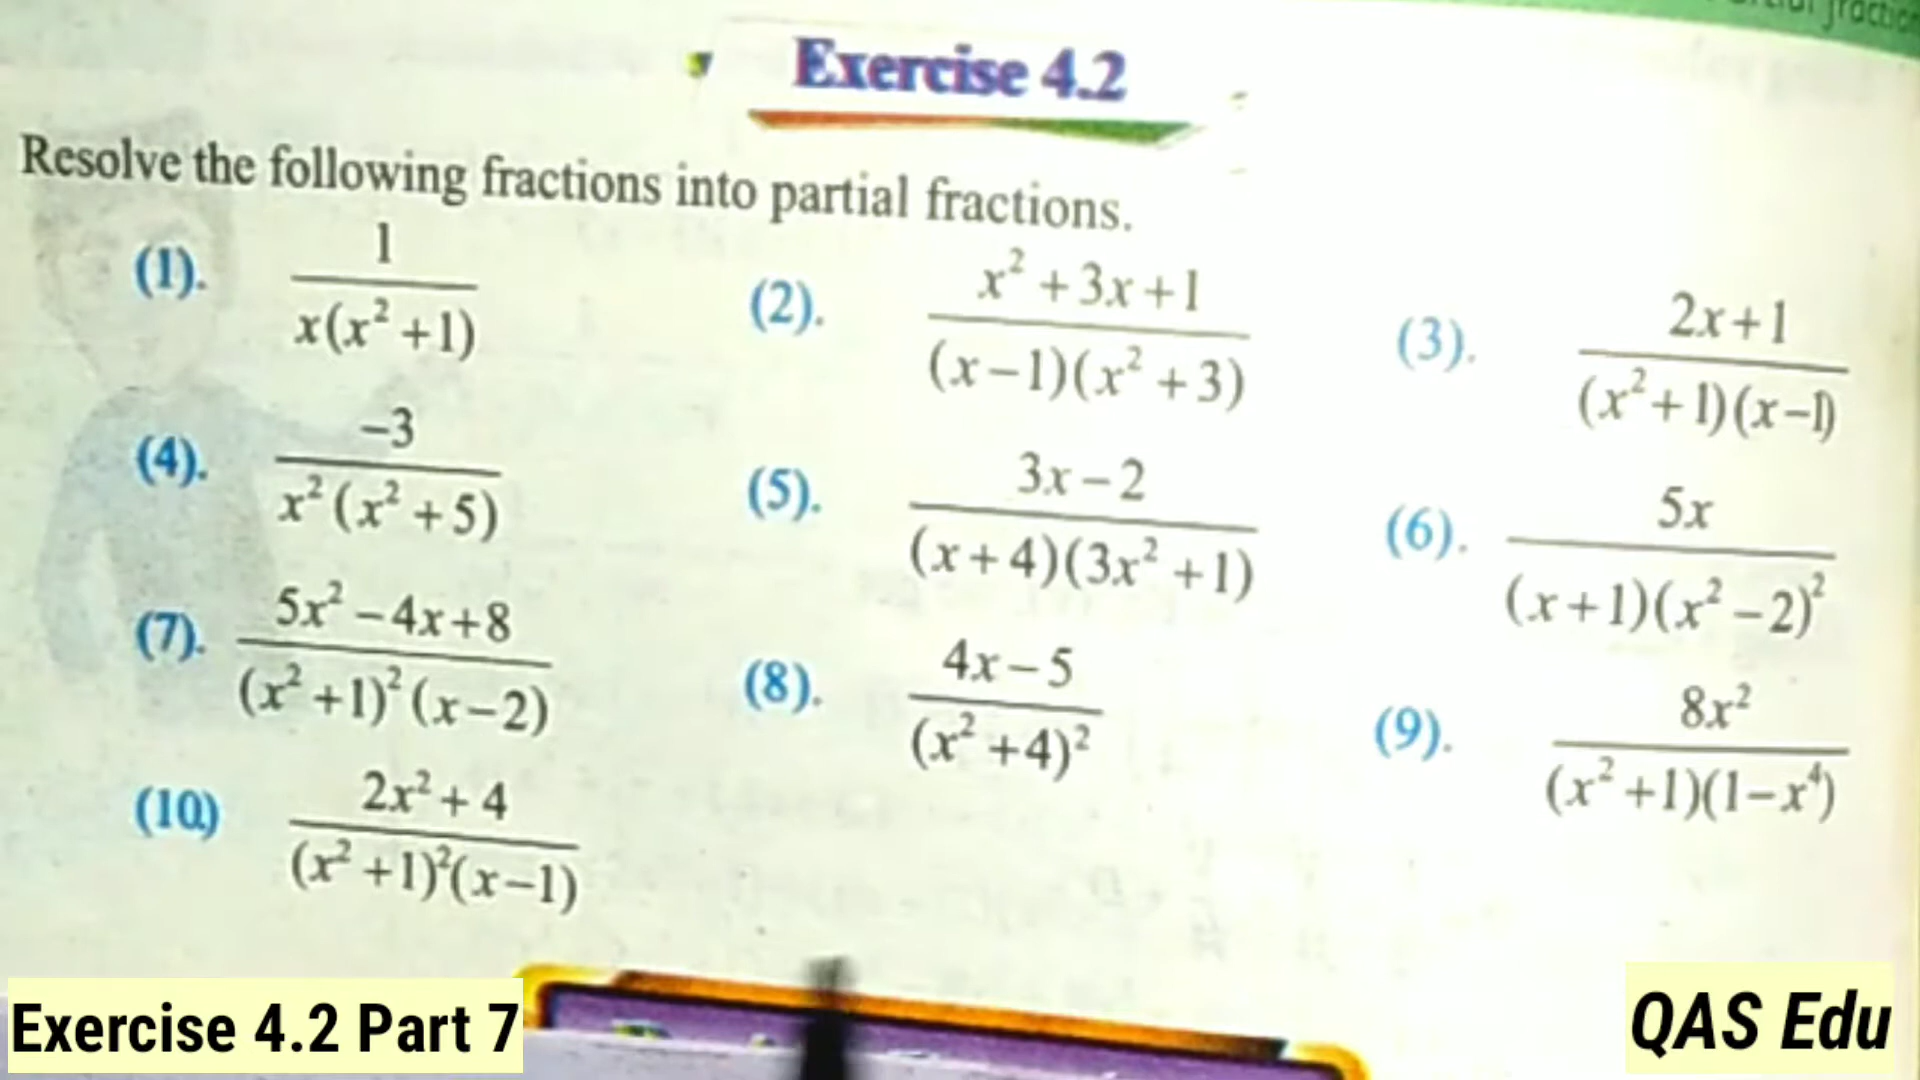 fraction
Exercise 4.2
Resolve the following fractions into partial fractions.
(1). 1/x(x²+1) (2). x²+3x+1/(x−1)(x²+3) (3). 2x+1/(x²+1)(x−1)
(4). −3/x²(x²+5) (5). 3x−2/(x+4)(3x²+1) (6). 5x/(x+1)(x²−2)²
(7). 5x²−4x+8/(x²+1)²(x−2) (8). 4x−5/(x²+4)² (9). 8x²/(x²+1)(1−x⁴)
(10) 2x²+4/(x²+1)²(x−1)
Exercise 4.2 Part 7
QAS Edu